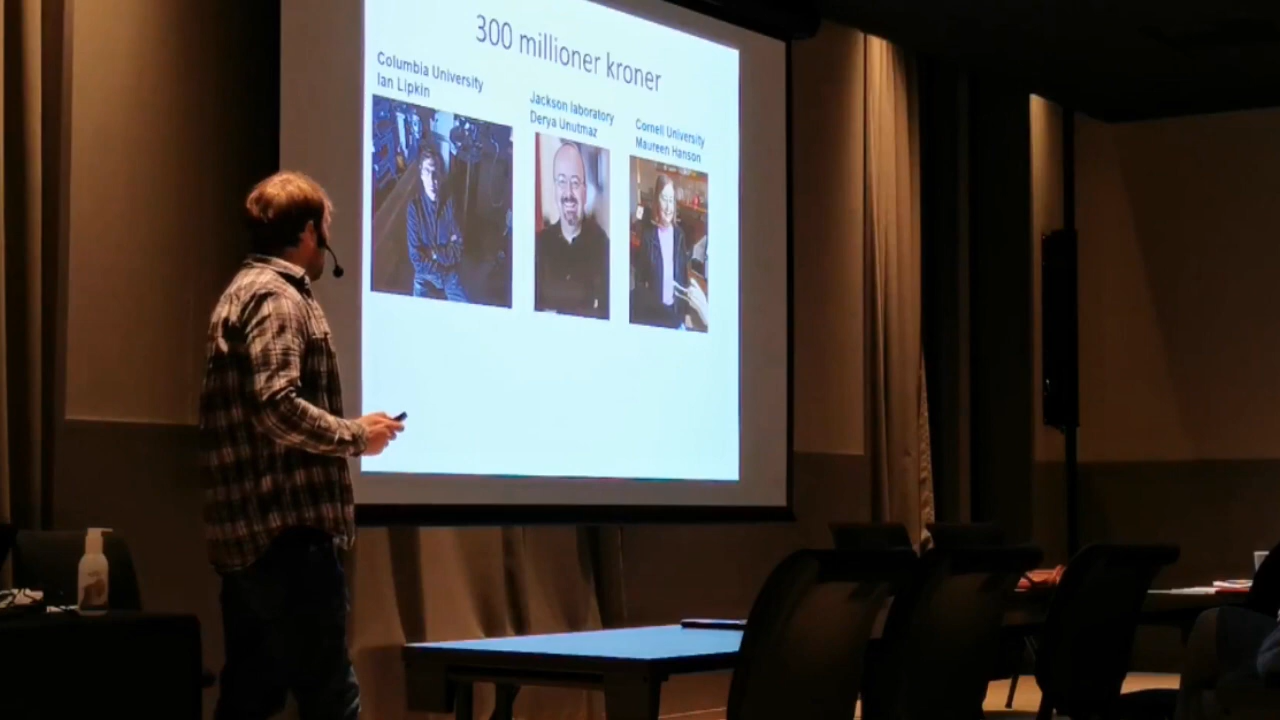 300 millioner kroner
Columbia University
Ian Lipkin
Jackson laboratory
Derya Unutmaz
Cornell University
Maureen Hanson